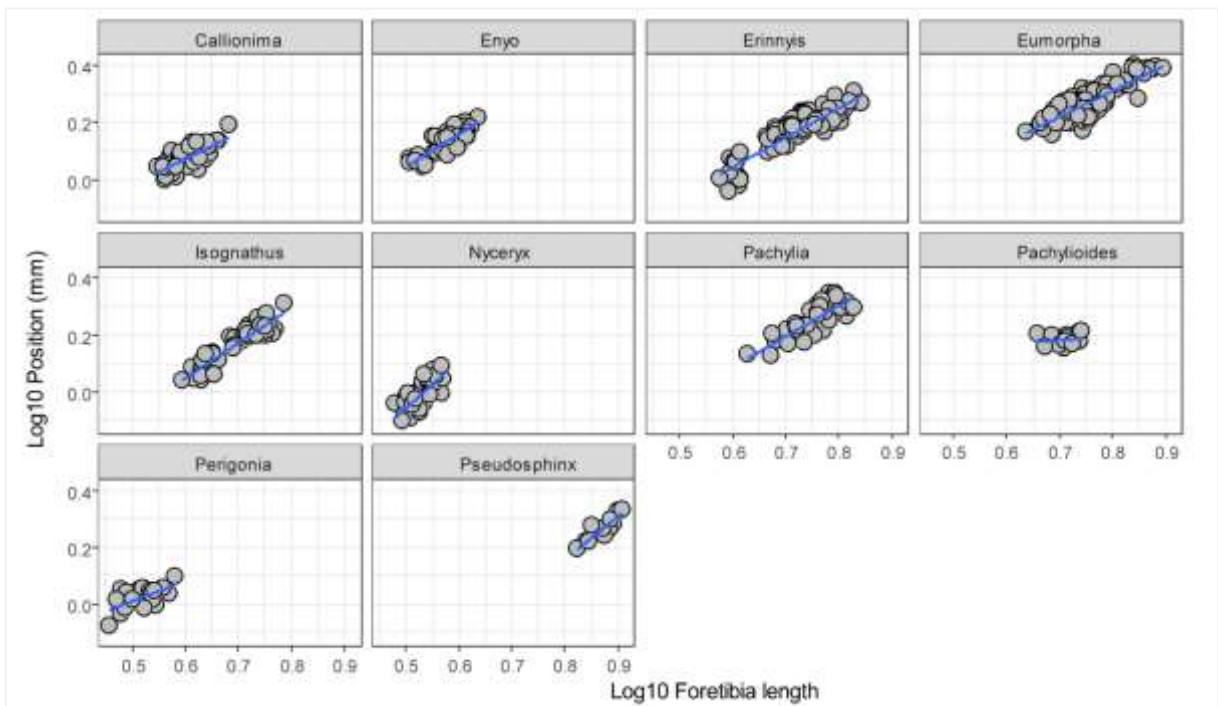 Callionima Enyo Erinnyis Eumorpha
0.4
0.2
0.0
Isognathus Nyceryx Pachylia Pachylioides
0.4
0.2
0.0
0.5 0.6 0.7 0.8 0.9 0.5 0.6 0.7 0.8 0.9
Perigonia Pseudosphinx
0.4
0.2
0.0
0.5 0.6 0.7 0.8 0.9 0.5 0.6 0.7 0.8 0.9
Log10 Position (mm)
Log10 Foretibia length